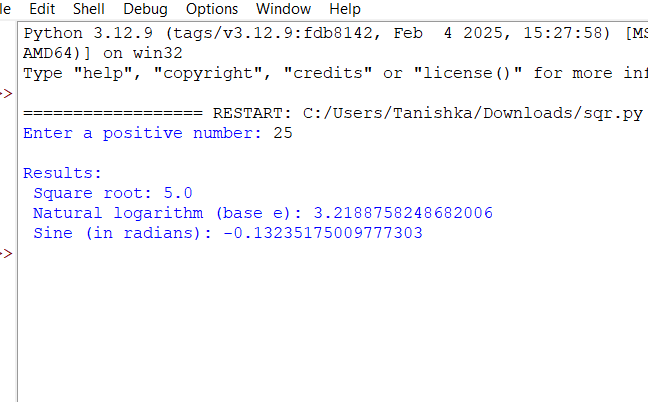 le Edit Shell Debug Options Window Help
Python 3.12.9 (tags/v3.12.9:fdb8142, Feb  4 2025, 15:27:58) [MS
AMD64)] on win32
Type "help", "copyright", "credits" or "license()" for more inf
>>
================== RESTART: C:/Users/Tanishka/Downloads/sqr.py
Enter a positive number: 25
Results:
Square root: 5.0
Natural logarithm (base e): 3.2188758248682006
Sine (in radians): -0.13235175009777303
>>